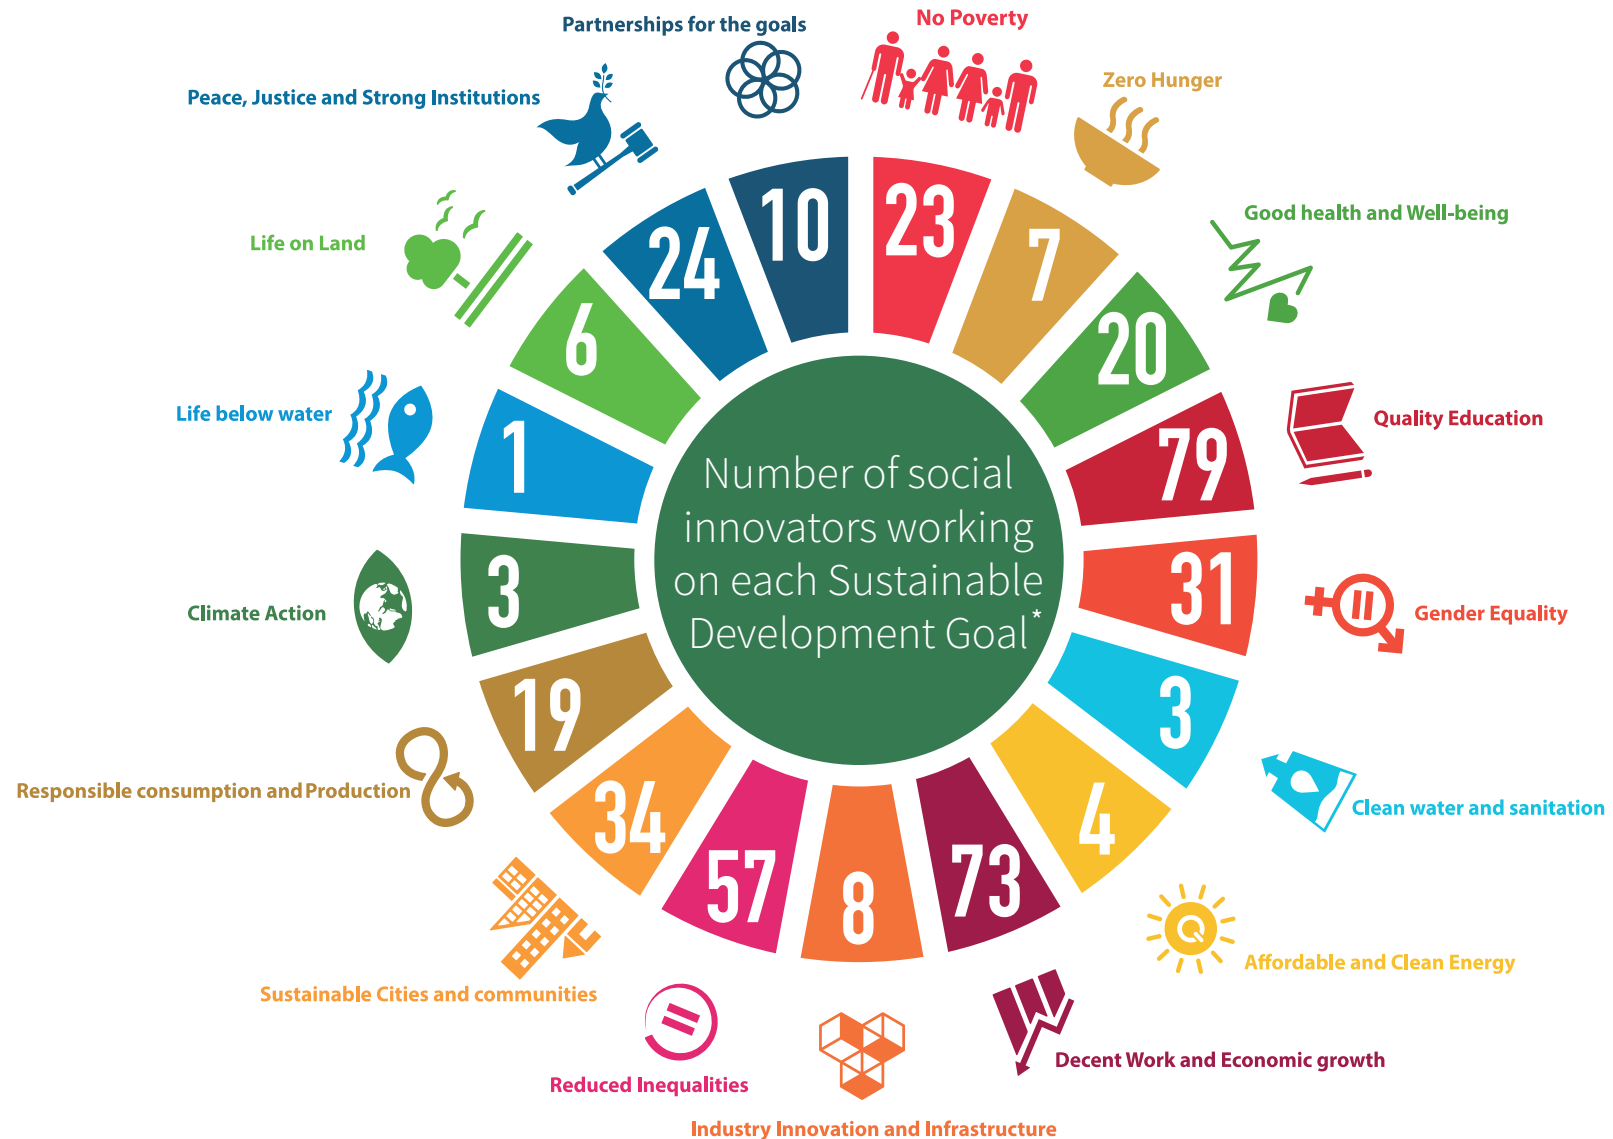 Partnerships for the goals
No Poverty
Zero Hunger
Peace, Justice and Strong Institutions
Good health and Well-being
Life on Land
Quality Education
Life below water
Gender Equality
Climate Action
Clean water and sanitation
Responsible consumption and Production
Affordable and Clean Energy
Sustainable Cities and communities
Decent Work and Economic growth
Reduced Inequalities
Industry Innovation and Infrastructure
23
7
20
79
31
3
4
73
8
57
34
19
3
1
6
24
10
Number of social
innovators working
on each Sustainable
Development Goal*